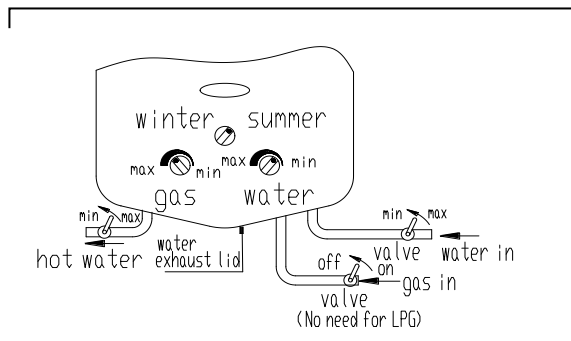 winter summer
max min max min
gas water
min max
min max
hot water
water
exhaust lid
valve
water in
off on
gas in
valve
(No need for LPG)